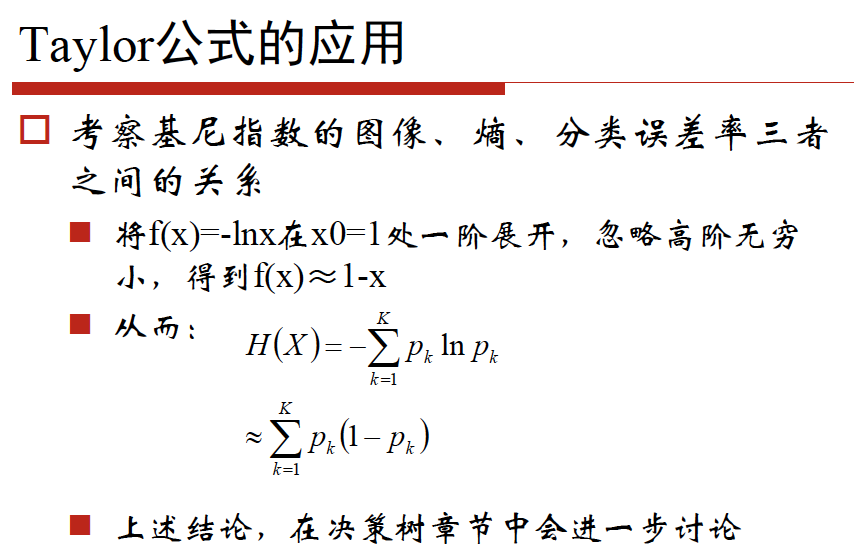 Taylor公式的应用
考察基尼指数的图像、熵、分类误差率三者
之间的关系
将f(x)=-lnx在x0=1处一阶展开，忽略高阶无穷
小，得到f(x)≈1-x
从而：
H(X)=-∑_{k=1}^{K} p_k ln p_k
≈∑_{k=1}^{K} p_k(1-p_k)
上述结论，在决策树章节中会进一步讨论